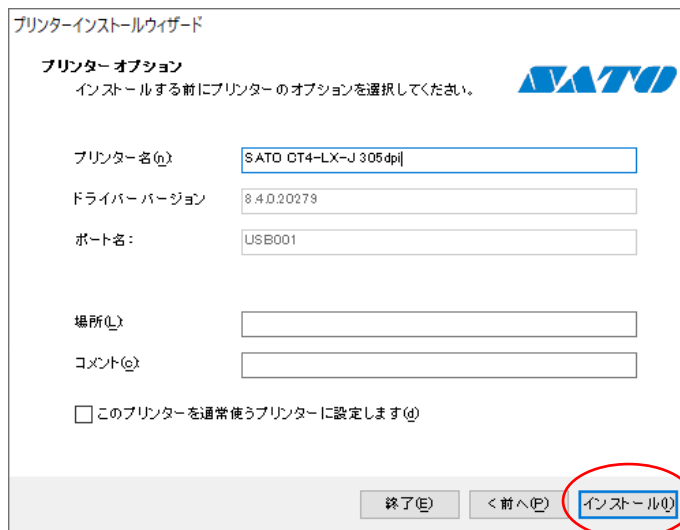 プリンターインストールウィザード
プリンター オプション
インストールする前にプリンターのオプションを選択してください。
SATO
プリンター名(n):
SATO CT4-LX-J 305dpi
ドライバー バージョン
8.4.0.20279
ポート名:
USB001
場所(L):
コメント(c):
このプリンターを通常使うプリンターに設定します(d)
終了(E)
< 前へ(P)
インストール(I)